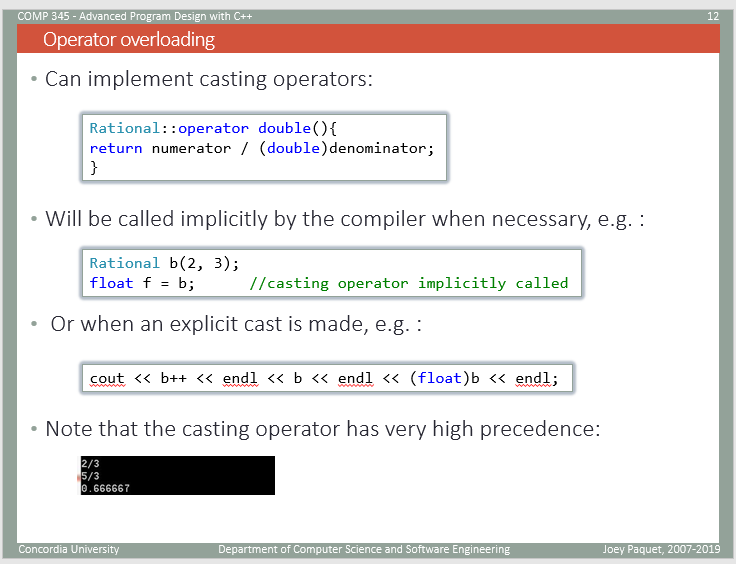 COMP 345 - Advanced Program Design with C++ 12
Operator overloading
• Can implement casting operators:
Rational::operator double(){
return numerator / (double)denominator;
}
• Will be called implicitly by the compiler when necessary, e.g. :
Rational b(2, 3);
float f = b; //casting operator implicitly called
• Or when an explicit cast is made, e.g. :
cout << b++ << endl << b << endl << (float)b << endl;
• Note that the casting operator has very high precedence:
2/3
5/3
0.666667
Concordia University Department of Computer Science and Software Engineering Joey Paquet, 2007-2019